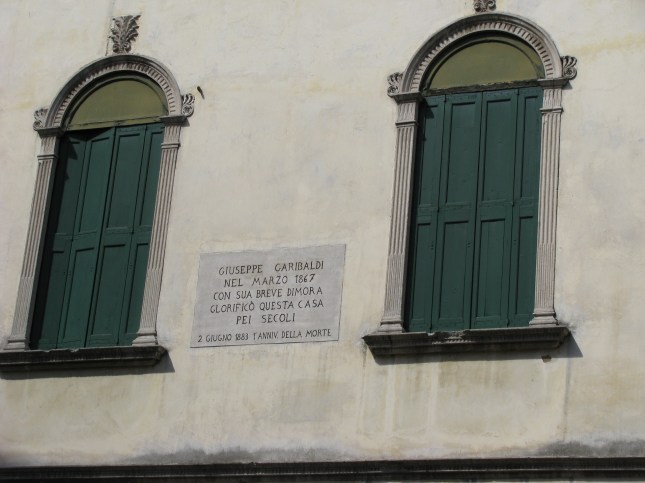 GIUSEPPE GARIBALDI
NEL MARZO 1867
CON SUA BREVE DIMORA
GLORIFICÒ QUESTA CASA
PEI SECOLI
2 GIUGNO 1883 I°ANNIV. DELLA MORTE